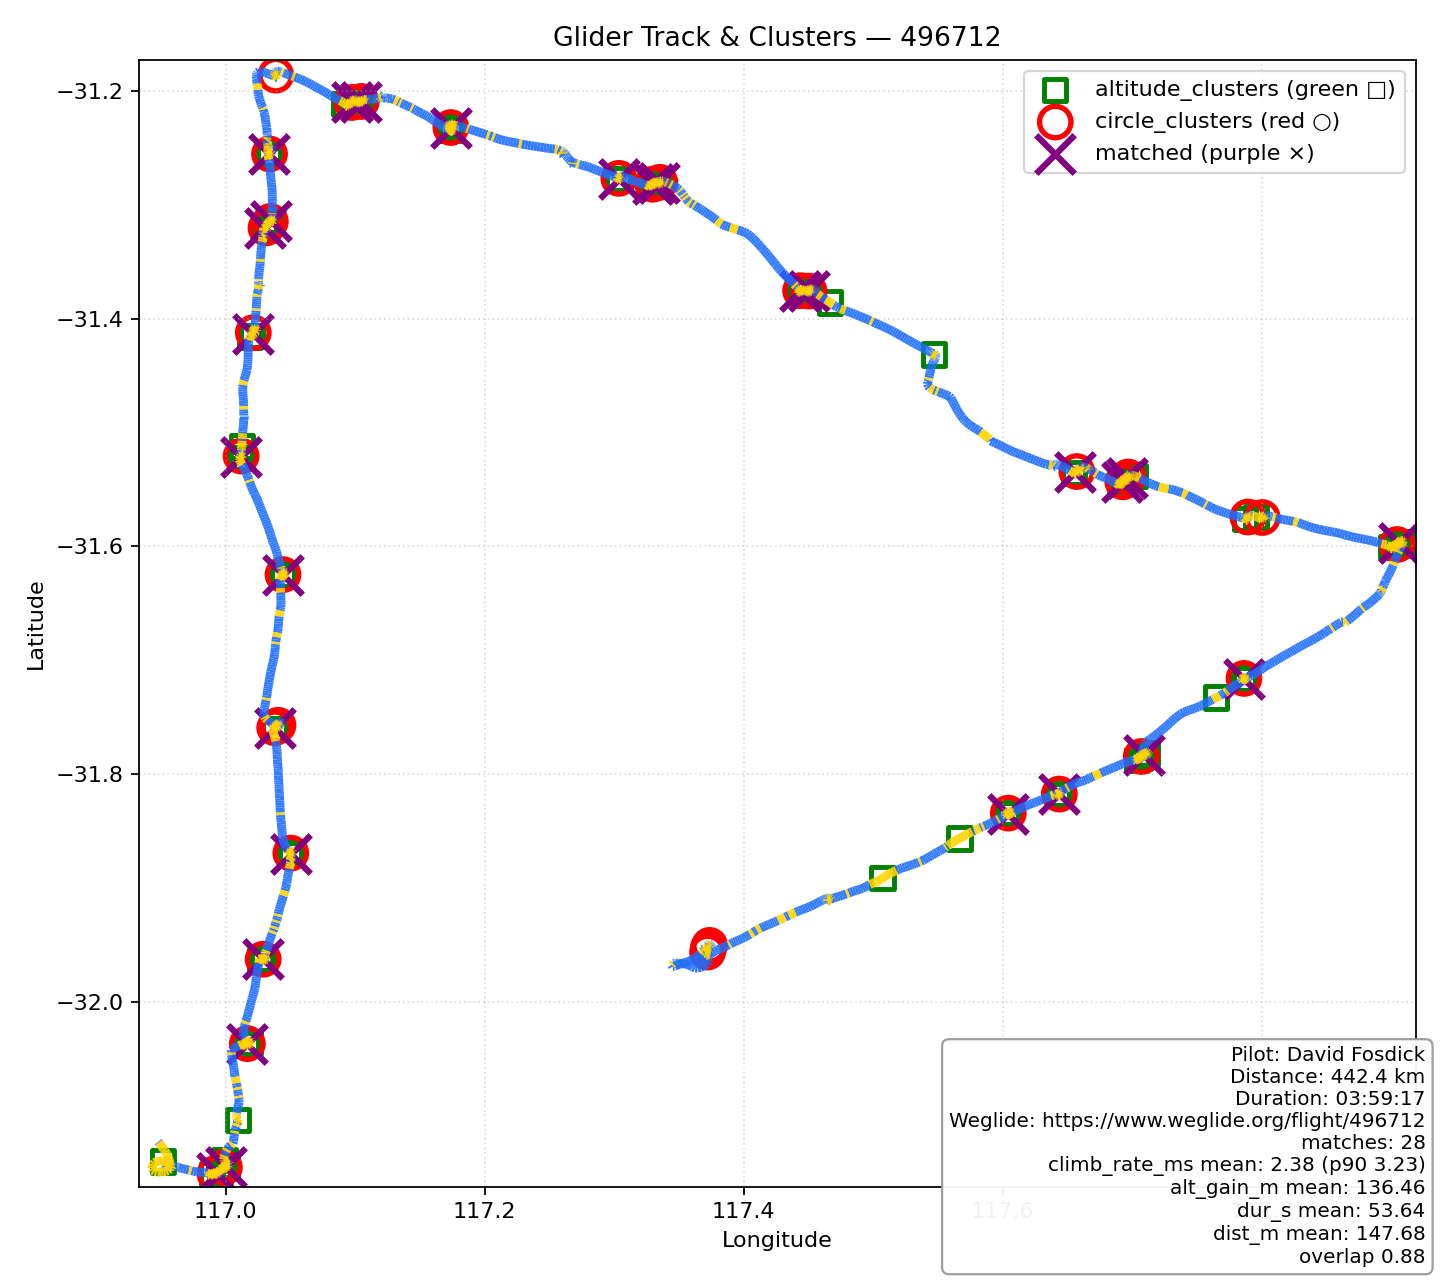 Glider Track & Clusters — 496712
altitude_clusters (green □)
circle_clusters (red ○)
matched (purple ×)
Latitude
−31.2
−31.4
−31.6
−31.8
−32.0
117.0
117.2
117.4
117.6
Longitude
Pilot: David Fosdick
Distance: 442.4 km
Duration: 03:59:17
Weglide: https://www.weglide.org/flight/496712
matches: 28
climb_rate_ms mean: 2.38 (p90 3.23)
alt_gain_m mean: 136.46
dur_s mean: 53.64
dist_m mean: 147.68
overlap 0.88